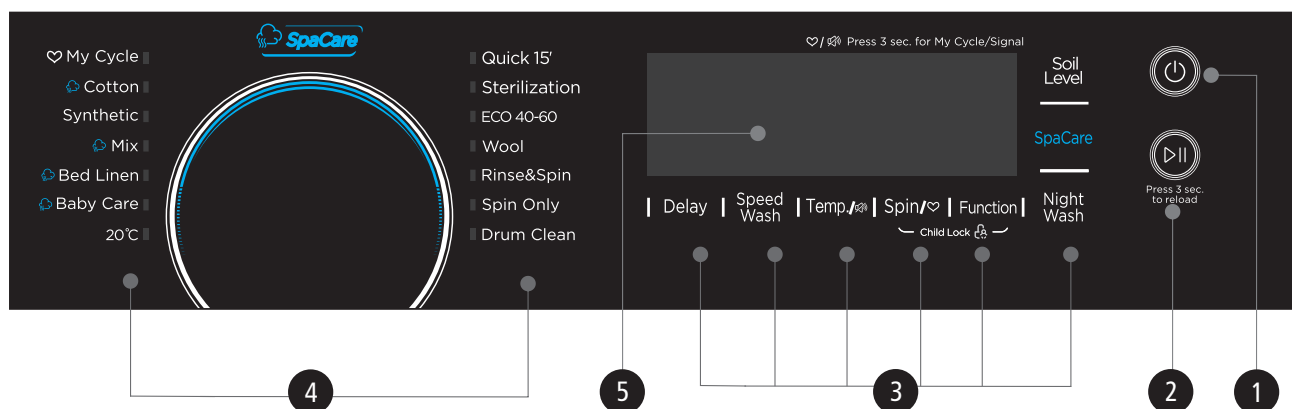 SpaCare
♡ My Cycle
Cotton
Synthetic
Mix
Bed Linen
Baby Care
20℃
Quick 15'
Sterilization
ECO 40-60
Wool
Rinse&Spin
Spin Only
Drum Clean
♡/ Press 3 sec. for My Cycle/Signal
Soil
Level
SpaCare
Night
Wash
Delay
Speed
Wash
Temp./
Spin/♡
Function
Child Lock
Press 3 sec.
to reload
4
5
3
2
1